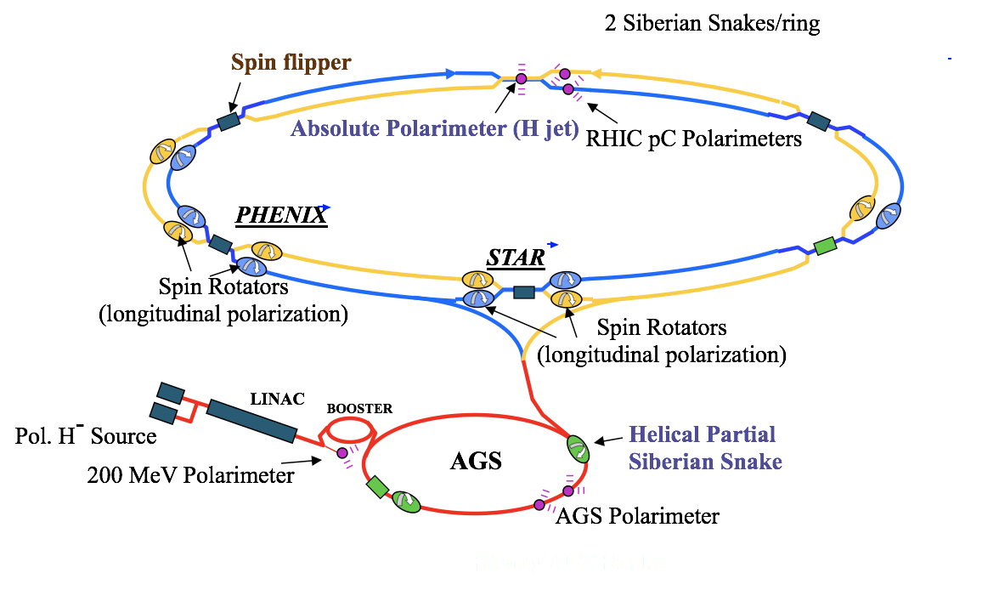 2 Siberian Snakes/ring
Spin flipper
Absolute Polarimeter (H jet)
RHIC pC Polarimeters
PHENIX
STAR
Spin Rotators
(longitudinal polarization)
Spin Rotators
(longitudinal polarization)
LINAC
BOOSTER
Pol. H⁻ Source
200 MeV Polarimeter
AGS
Helical Partial
Siberian Snake
AGS Polarimeter